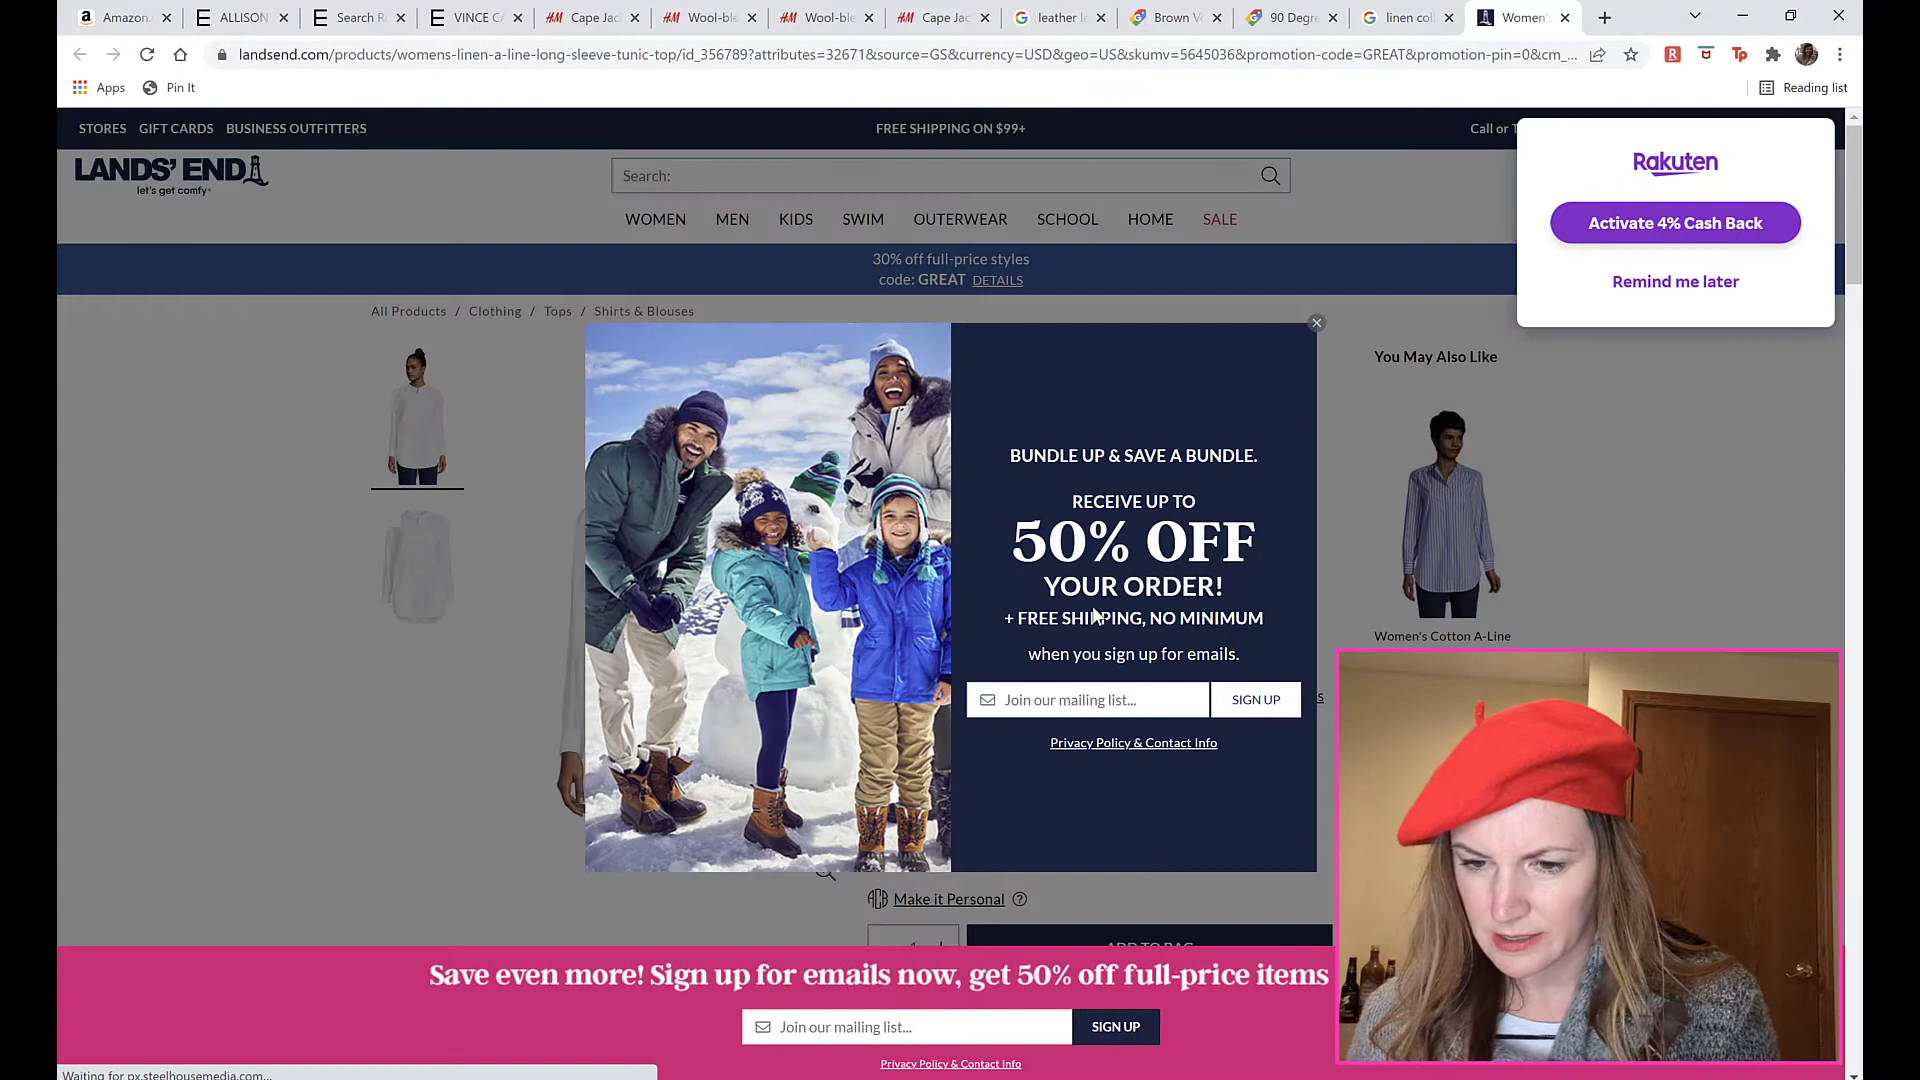 Amazon.
ALLISON
Search R
VINCE C
Cape Jac
Wool-ble
Wool-ble
Cape Jac
leather le
Brown V
90 Degre
linen coll
Women'
landsend.com/products/womens-linen-a-line-long-sleeve-tunic-top/id_356789?attributes=32671&source=GS&currency=USD&geo=US&skumv=5645036&promotion-code=GREAT&promotion-pin=0&cm_...
Apps
Pin It
Reading list
STORES GIFT CARDS BUSINESS OUTFITTERS
FREE SHIPPING ON $99+
Call or T
LANDS' END
let's get comfy
Search:
WOMEN MEN KIDS SWIM OUTERWEAR SCHOOL HOME SALE
30% off full-price styles
code: GREAT DETAILS
Rakuten
Activate 4% Cash Back
Remind me later
All Products / Clothing / Tops / Shirts & Blouses
BUNDLE UP & SAVE A BUNDLE.
RECEIVE UP TO
50% OFF
YOUR ORDER!
+ FREE SHIPPING, NO MINIMUM
when you sign up for emails.
Join our mailing list...
SIGN UP
Privacy Policy & Contact Info
You May Also Like
Women's Cotton A-Line
Make it Personal
ADD TO BAG
Save even more! Sign up for emails now, get 50% off full-price items
Join our mailing list...
SIGN UP
Privacy Policy & Contact Info
Waiting for px.steelhousemedia.com...